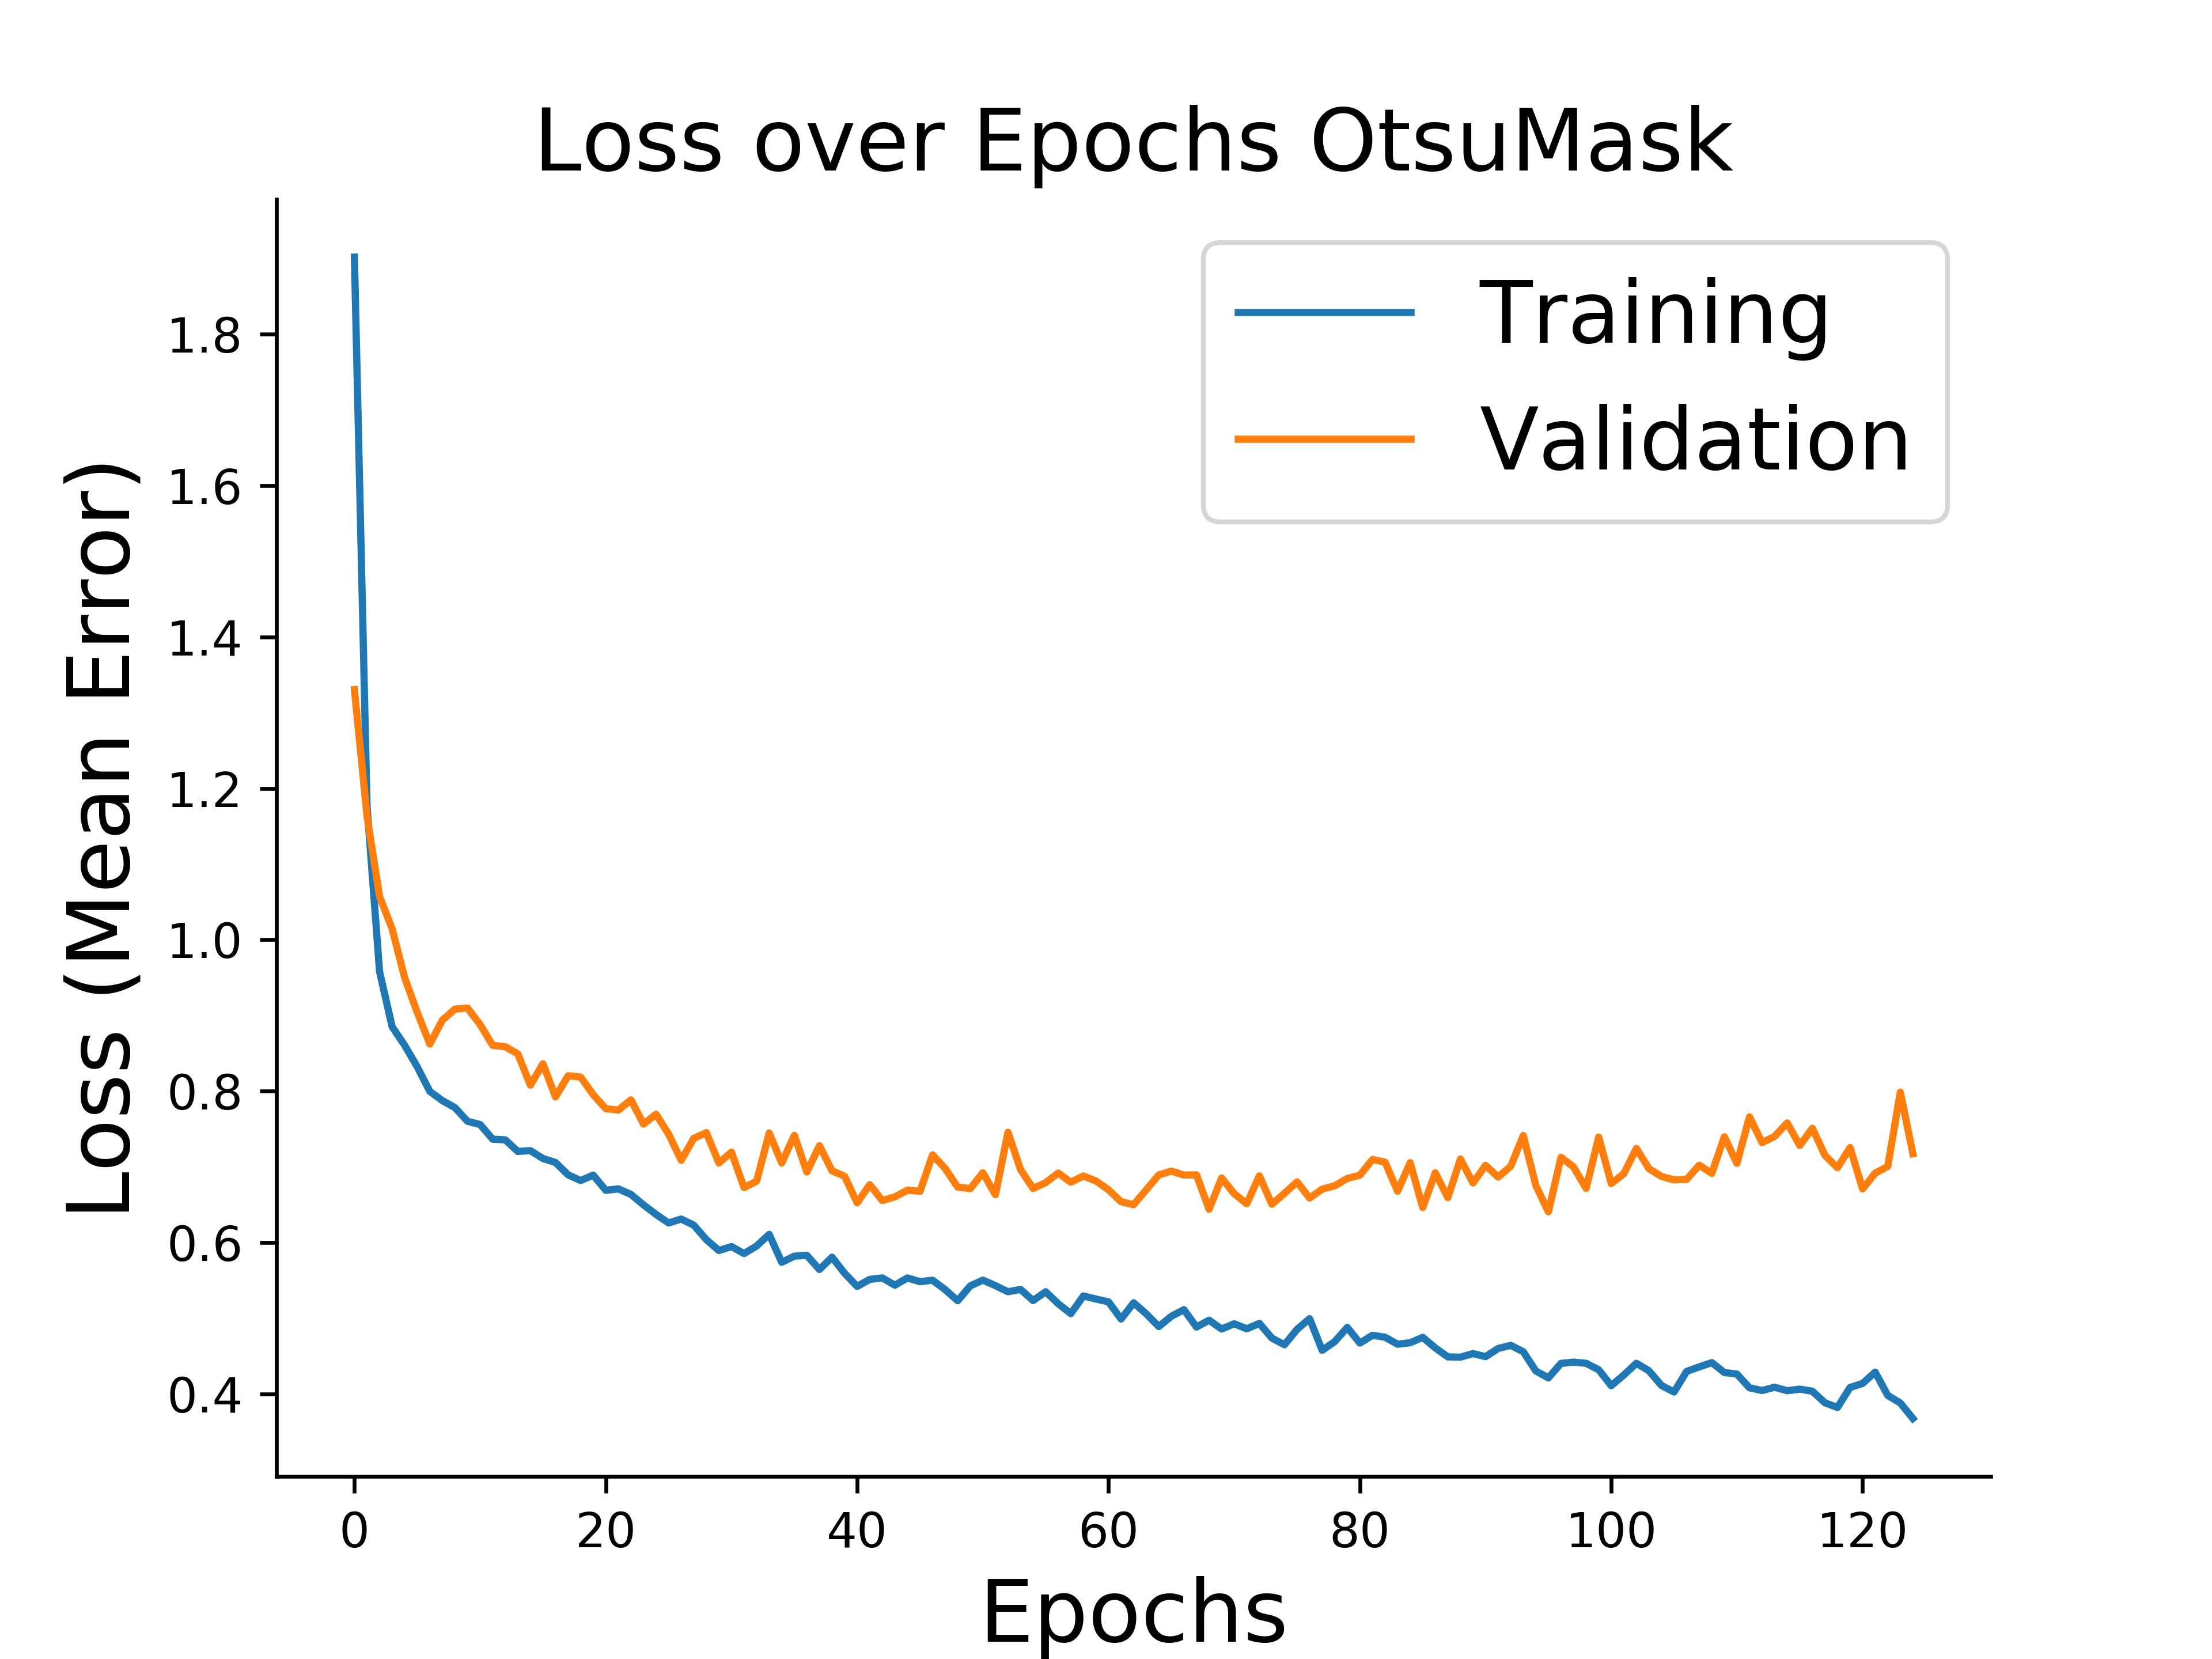 Loss over Epochs OtsuMask
Training
Validation
Loss (Mean Error)
1.8
1.6
1.4
1.2
1.0
0.8
0.6
0.4
0 20 40 60 80 100 120
Epochs